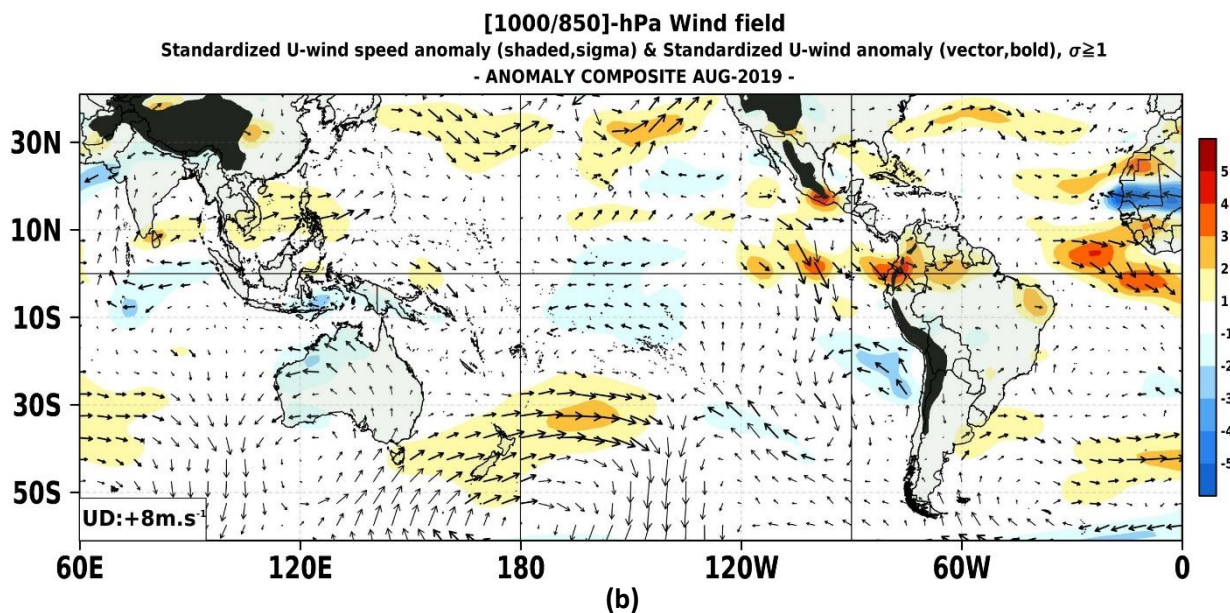 [1000/850]-hPa Wind field
Standardized U-wind speed anomaly (shaded,sigma) & Standardized U-wind anomaly (vector,bold), σ≧1
- ANOMALY COMPOSITE AUG-2019 -
30N
10N
10S
30S
50S
UD:+8m.s⁻¹
60E 120E 180 120W 60W 0
5
4
3
2
1
-1
-2
-3
-4
-5
(b)